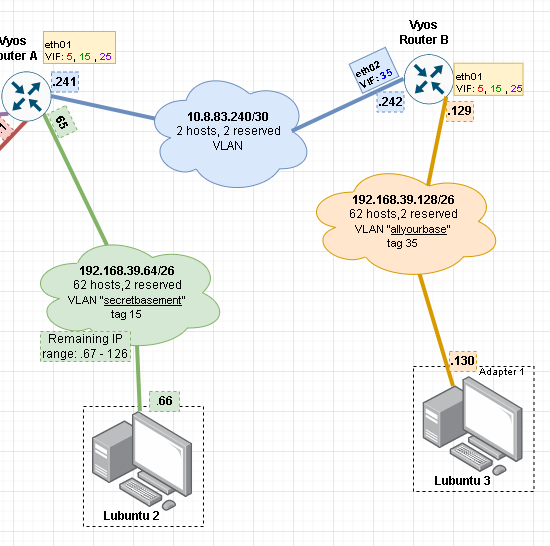 Vyos
outer A
eth01
VIF: 5, 15 , 25
.241
65
10.8.83.240/30
2 hosts, 2 reserved
VLAN
Vyos
Router B
eth02
VIF: 35
.242
eth01
VIF: 5, 15 , 25
.129
192.168.39.128/26
62 hosts,2 reserved
VLAN "allyourbase"
tag 35
192.168.39.64/26
62 hosts,2 reserved
VLAN "secretbasement"
tag 15
Remaining IP
range: .67 - 126
.66
Lubuntu 2
.130
Adapter 1
Lubuntu 3